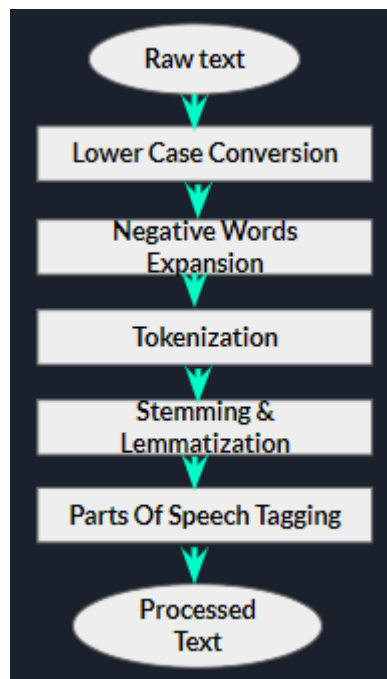 Raw text
Lower Case Conversion
Negative Words
Expansion
Tokenization
Stemming &
Lemmatization
Parts Of Speech Tagging
Processed
Text